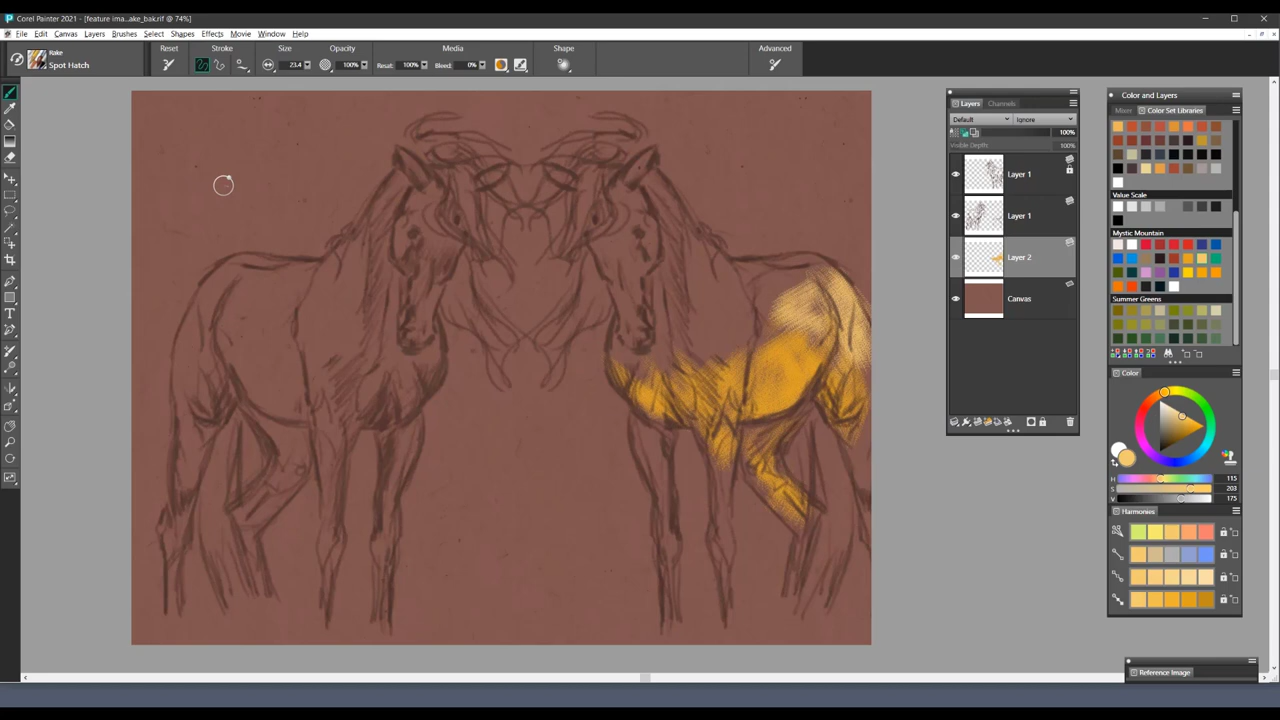 Corel Painter 2021 - [feature ima...ake_bak.rif @ 74%]
File Edit Canvas Layers Brushes Select Shapes Effects Movie Window Help
Rake
Spot Hatch
Reset Stroke Size Opacity Media Shape Advanced
23.4 100% Resat: 100% Bleed: 0%
Layers Channels
Default Ignore
100%
Visible Depth: 100%
Layer 1
Layer 1
Layer 2
Canvas
Color and Layers
Mixer Color Set Libraries
Value Scale
Mystic Mountain
Summer Greens
Color
H 115
S 203
V 175
Harmonies
Reference Image